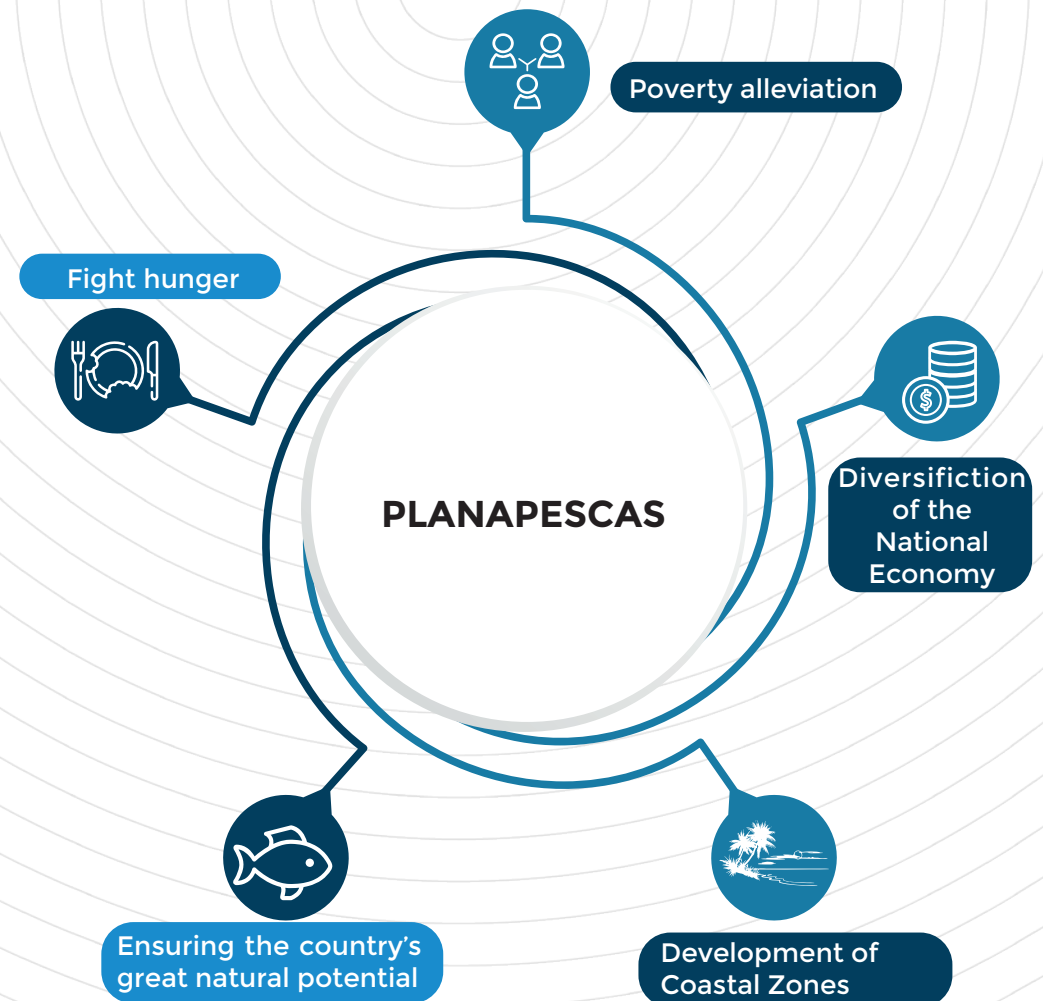 Poverty alleviation
Fight hunger
$
PLANAPESCAS
Diversifiction
of the
National
Economy
Ensuring the country's
great natural potential
Development of
Coastal Zones